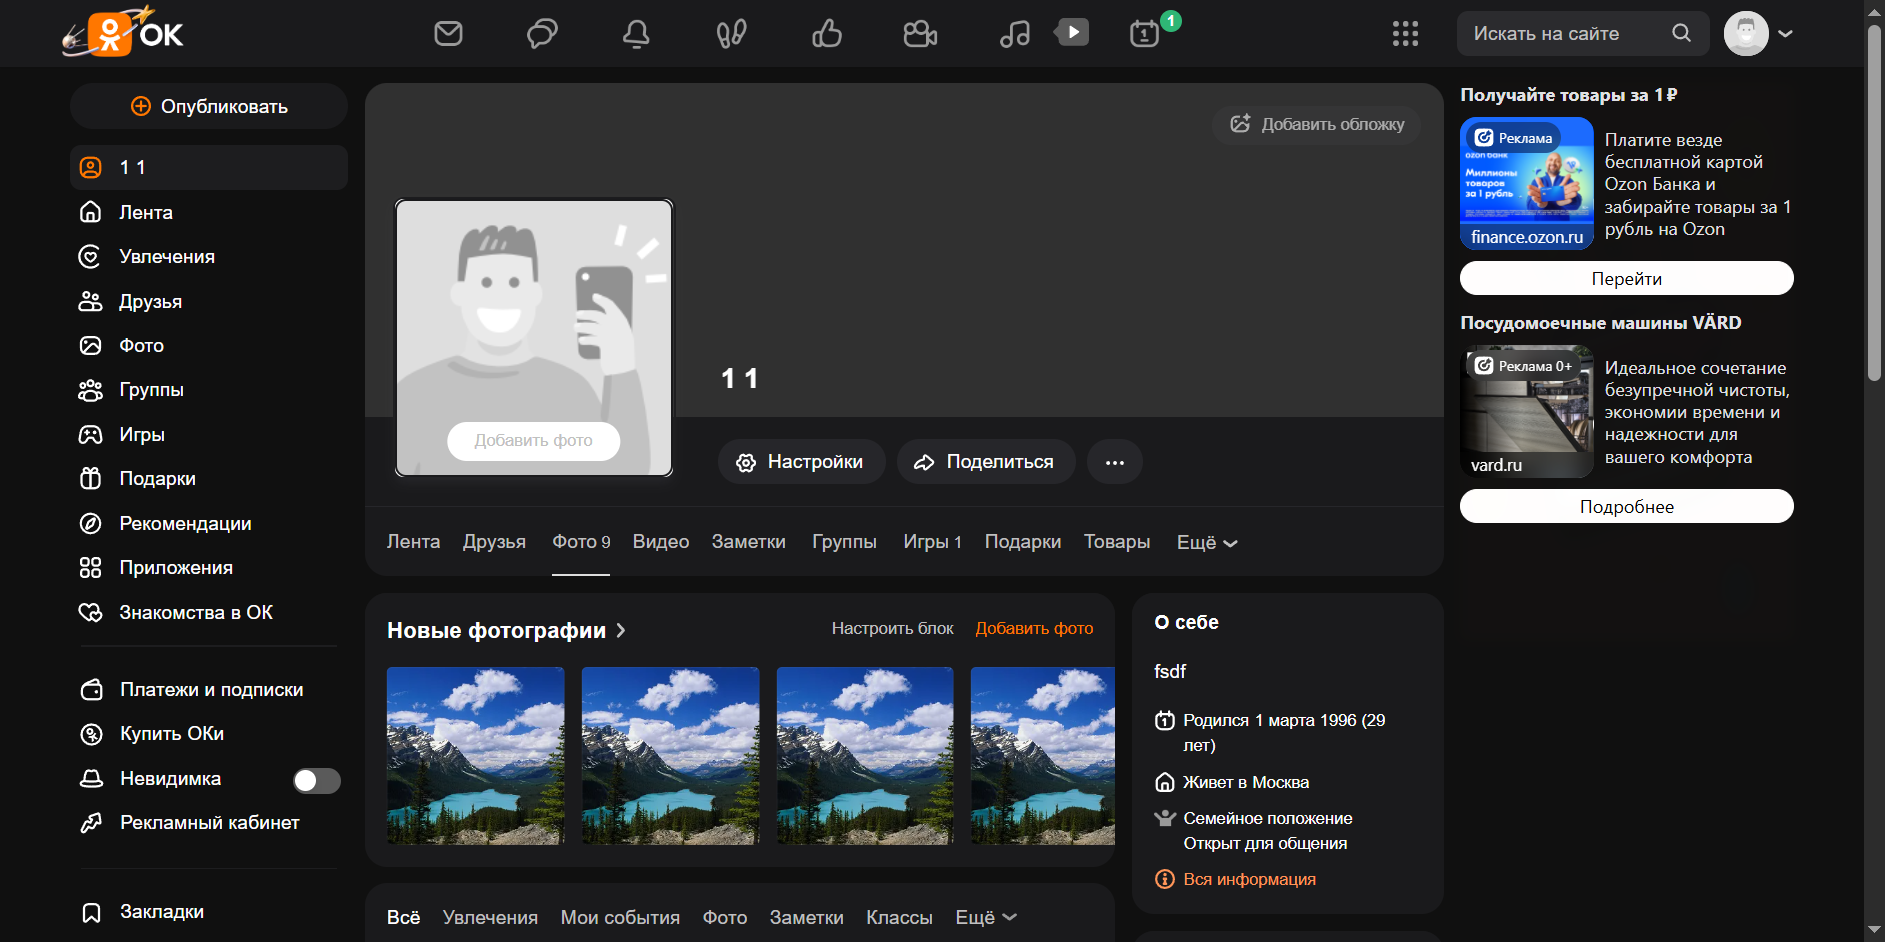 OK
1
1
Искать на сайте
Опубликовать
1 1
Лента
Увлечения
Друзья
Фото
Группы
Игры
Подарки
Рекомендации
Приложения
Знакомства в ОК
Платежи и подписки
Купить ОКи
Невидимка
Рекламный кабинет
Закладки
Добавить обложку
Добавить фото
1 1
Настройки
Поделиться
Лента Друзья Фото 9 Видео Заметки Группы Игры 1 Подарки Товары Ещё
Новые фотографии
Настроить блок Добавить фото
Всё Увлечения Мои события Фото Заметки Классы Ещё
О себе
fsdf
Родился 1 марта 1996 (29
лет)
Живет в Москва
Семейное положение
Открыт для общения
Вся информация
Получайте товары за 1 ₽
Реклама
ozon банк
Миллионы
товаров
за 1 рубль
finance.ozon.ru
Платите везде
бесплатной картой
Ozon Банка и
забирайте товары за 1
рубль на Ozon
Перейти
Посудомоечные машины VÄRD
Реклама 0+
vard.ru
Идеальное сочетание
безупречной чистоты,
экономии времени и
надежности для
вашего комфорта
Подробнее